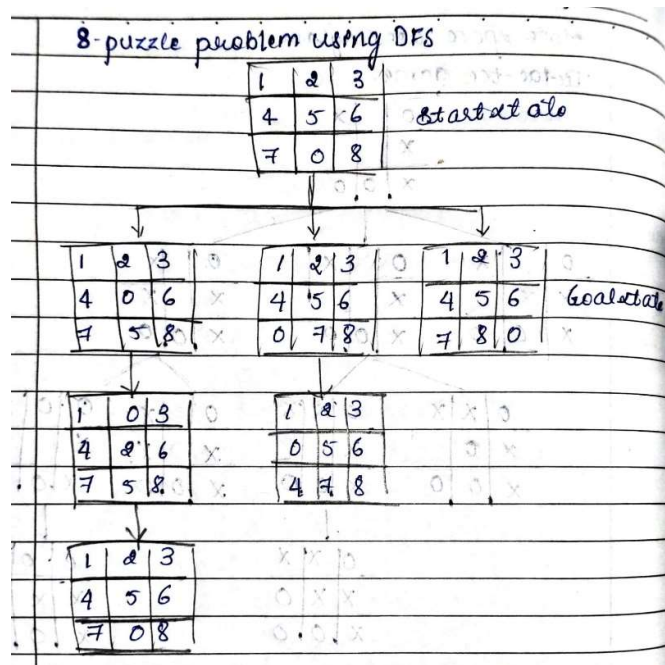 8-puzzle problem using DFS
1 2 3
4 5 6 Start state
7 0 8
1 2 3 1 2 3 1 2 3
4 0 6 4 5 6 4 5 6 Goal state
7 5 8 0 7 8 7 8 0
1 0 3 1 2 3
4 2 6 0 5 6
7 5 8 4 7 8
1 2 3
4 5 6
7 0 8